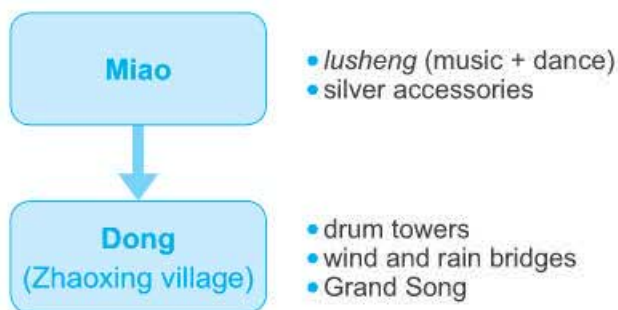 Miao
• lusheng (music + dance)
• silver accessories
Dong
(Zhaoxing village)
• drum towers
• wind and rain bridges
• Grand Song